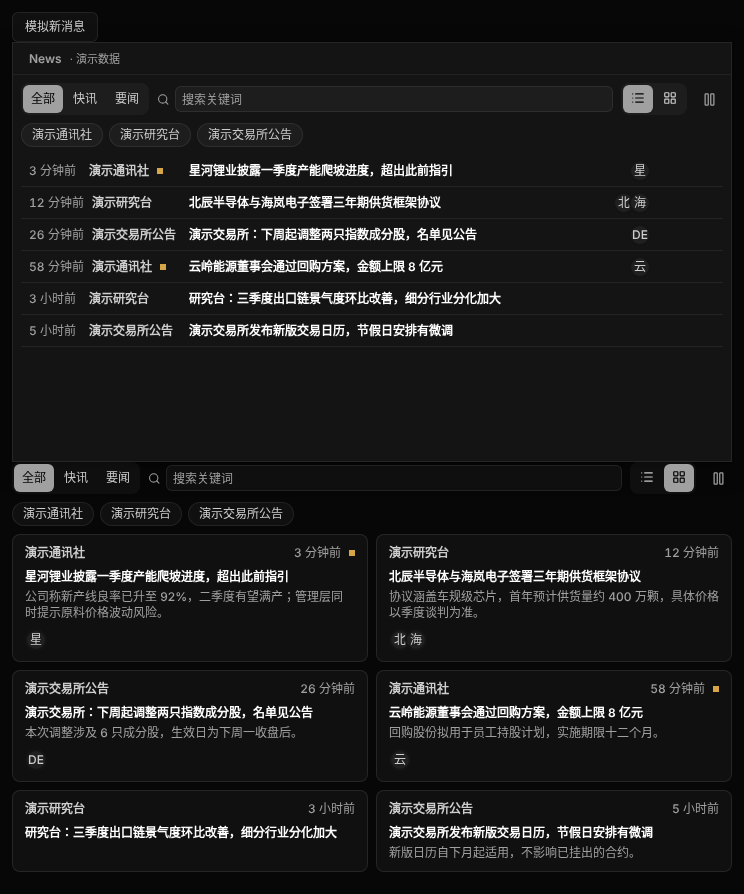 模拟新消息
News · 演示数据
全部 快讯 要闻 搜索关键词
演示通讯社 演示研究台 演示交易所公告
3 分钟前 演示通讯社 星河锂业披露一季度产能爬坡进度，超出此前指引 星
12 分钟前 演示研究台 北辰半导体与海岚电子签署三年期供货框架协议 北 海
26 分钟前 演示交易所公告 演示交易所：下周起调整两只指数成分股，名单见公告 DE
58 分钟前 演示通讯社 云岭能源董事会通过回购方案，金额上限 8 亿元 云
3 小时前 演示研究台 研究台：三季度出口链景气度环比改善，细分行业分化加大
5 小时前 演示交易所公告 演示交易所发布新版交易日历，节假日安排有微调
全部 快讯 要闻 搜索关键词
演示通讯社 演示研究台 演示交易所公告
演示通讯社 3 分钟前
星河锂业披露一季度产能爬坡进度，超出此前指引
公司称新产线良率已升至 92%，二季度有望满产；管理层同
时提示原料价格波动风险。
星
演示研究台 12 分钟前
北辰半导体与海岚电子签署三年期供货框架协议
协议涵盖车规级芯片，首年预计供货量约 400 万颗，具体价格
以季度谈判为准。
北 海
演示交易所公告 26 分钟前
演示交易所：下周起调整两只指数成分股，名单见公告
本次调整涉及 6 只成分股，生效日为下周一收盘后。
DE
演示通讯社 58 分钟前
云岭能源董事会通过回购方案，金额上限 8 亿元
回购股份拟用于员工持股计划，实施期限十二个月。
云
演示研究台 3 小时前
研究台：三季度出口链景气度环比改善，细分行业分化加大
演示交易所公告 5 小时前
演示交易所发布新版交易日历，节假日安排有微调
新版日历自下月起适用，不影响已挂出的合约。